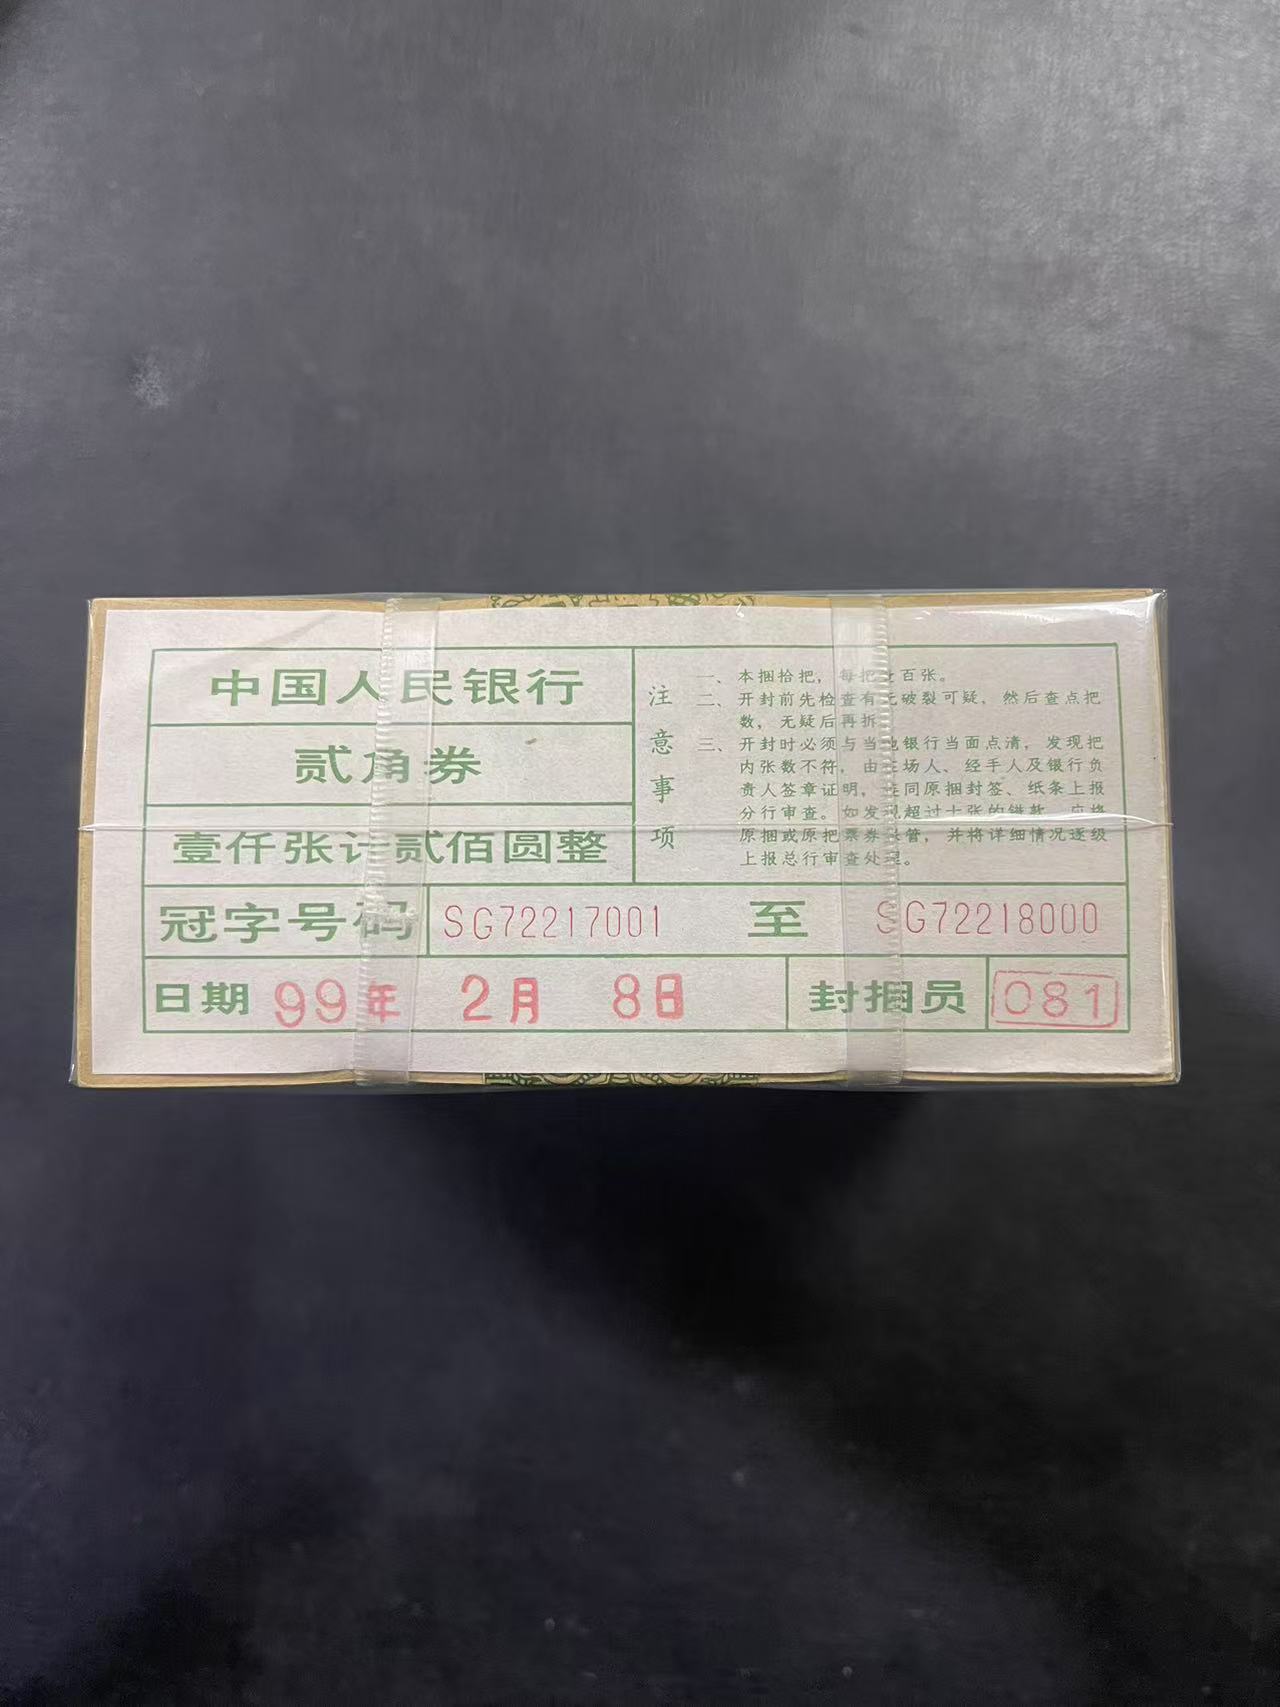 中国人民银行
贰角券
壹仟张计贰佰圆整
注意事项
一、本捆拾把，每把 百张。
二、开封前先检查有 破裂可疑，然后查点把
数，无疑后再拆
三、开封时必须与当地银行当面点清，发现把
内张数不符，由 场人、经手人及银行负
责人签章证明，连同原捆封签、纸条上报
分行审查。如发现超过十张的错款，应将
原捆或原把票券 管，并将详细情况逐级
上报总行审查处理。
冠字号码 SG72217001 至 SG72218000
日期 99年 2月 8日 封捆员 081